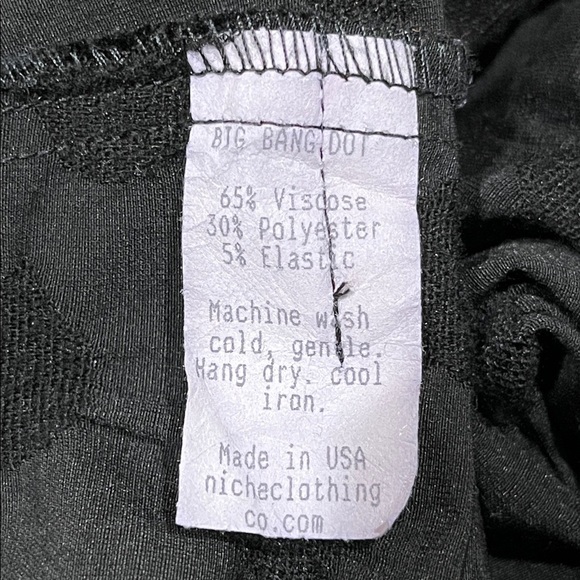 BIG BANG DOT
65% Viscose
30% Polyester
5% Elastic
Machine wash
cold, gentle.
Hang dry. cool
iron.
Made in USA
nicheclothing
co.com